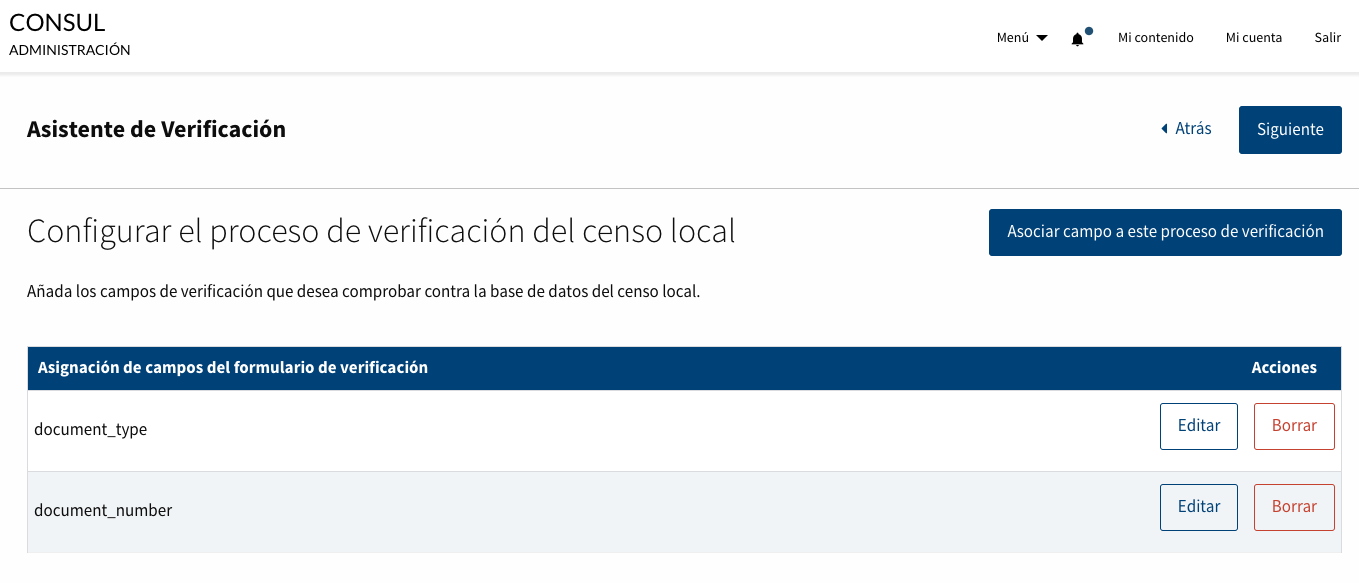 CONSUL
ADMINISTRACIÓN
Menú
Mi contenido
Mi cuenta
Salir
Asistente de Verificación
Atrás
Siguiente
Configurar el proceso de verificación del censo local
Asociar campo a este proceso de verificación
Añada los campos de verificación que desea comprobar contra la base de datos del censo local.
Asignación de campos del formulario de verificación
Acciones
document_type
Editar
Borrar
document_number
Editar
Borrar